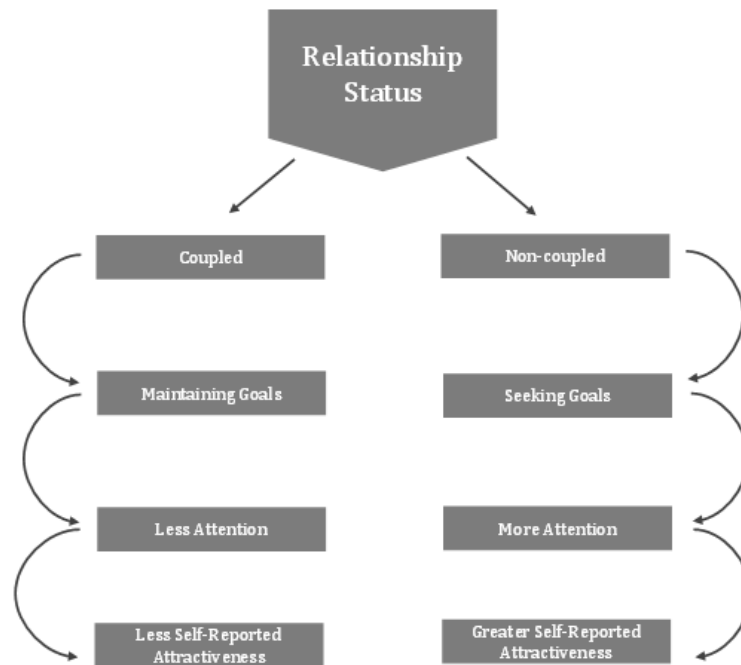 Relationship
Status
Coupled
Non-coupled
Maintaining Goals
Seeking Goals
Less Attention
More Attention
Less Self-Reported
Attractiveness
Greater Self-Reported
Attractiveness